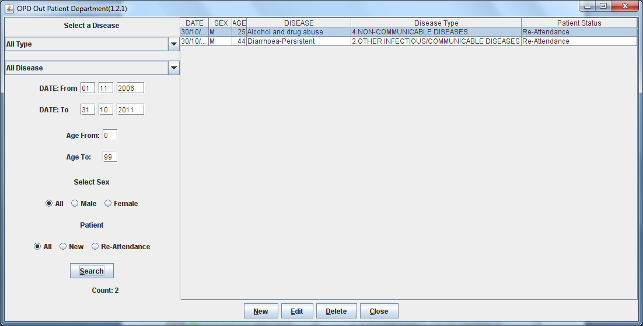 OPD Out Patient Department(1.2.1)
Select a Disease
All Type
All Disease
DATE: From 01 11 2006
DATE: To 31 10 2011
Age From: 0
Age To: 99
Select Sex
All Male Female
Patient
All New Re-Attendance
Search
Count: 2
DATE SEX AGE DISEASE Disease Type Patient Status
30/10/... M 25 Alcohol and drug abuse 4.NON-COMMUNICABLE DISEASES Re-Attendance
30/10/... M 44 Diarrhoea-Persistent 2.OTHER INFECTIOUS/COMMUNICABLE DISEASES Re-Attendance
New Edit Delete Close